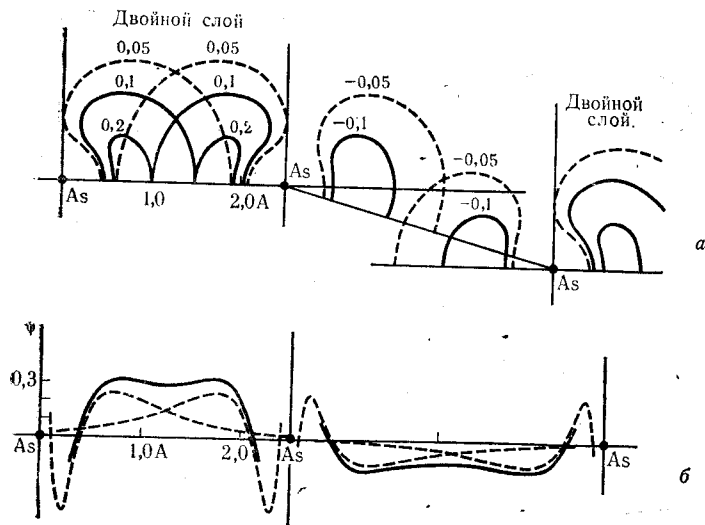 Двойной слой
0,05 0,05
0,1 0,1
0,2 0,2
-0,05
-0,1
-0,05
-0,1
Двойной
слой.
As 1,0 2,0 А As
As
а
ψ
0,3
As 1,0 А 2,0 As As
б